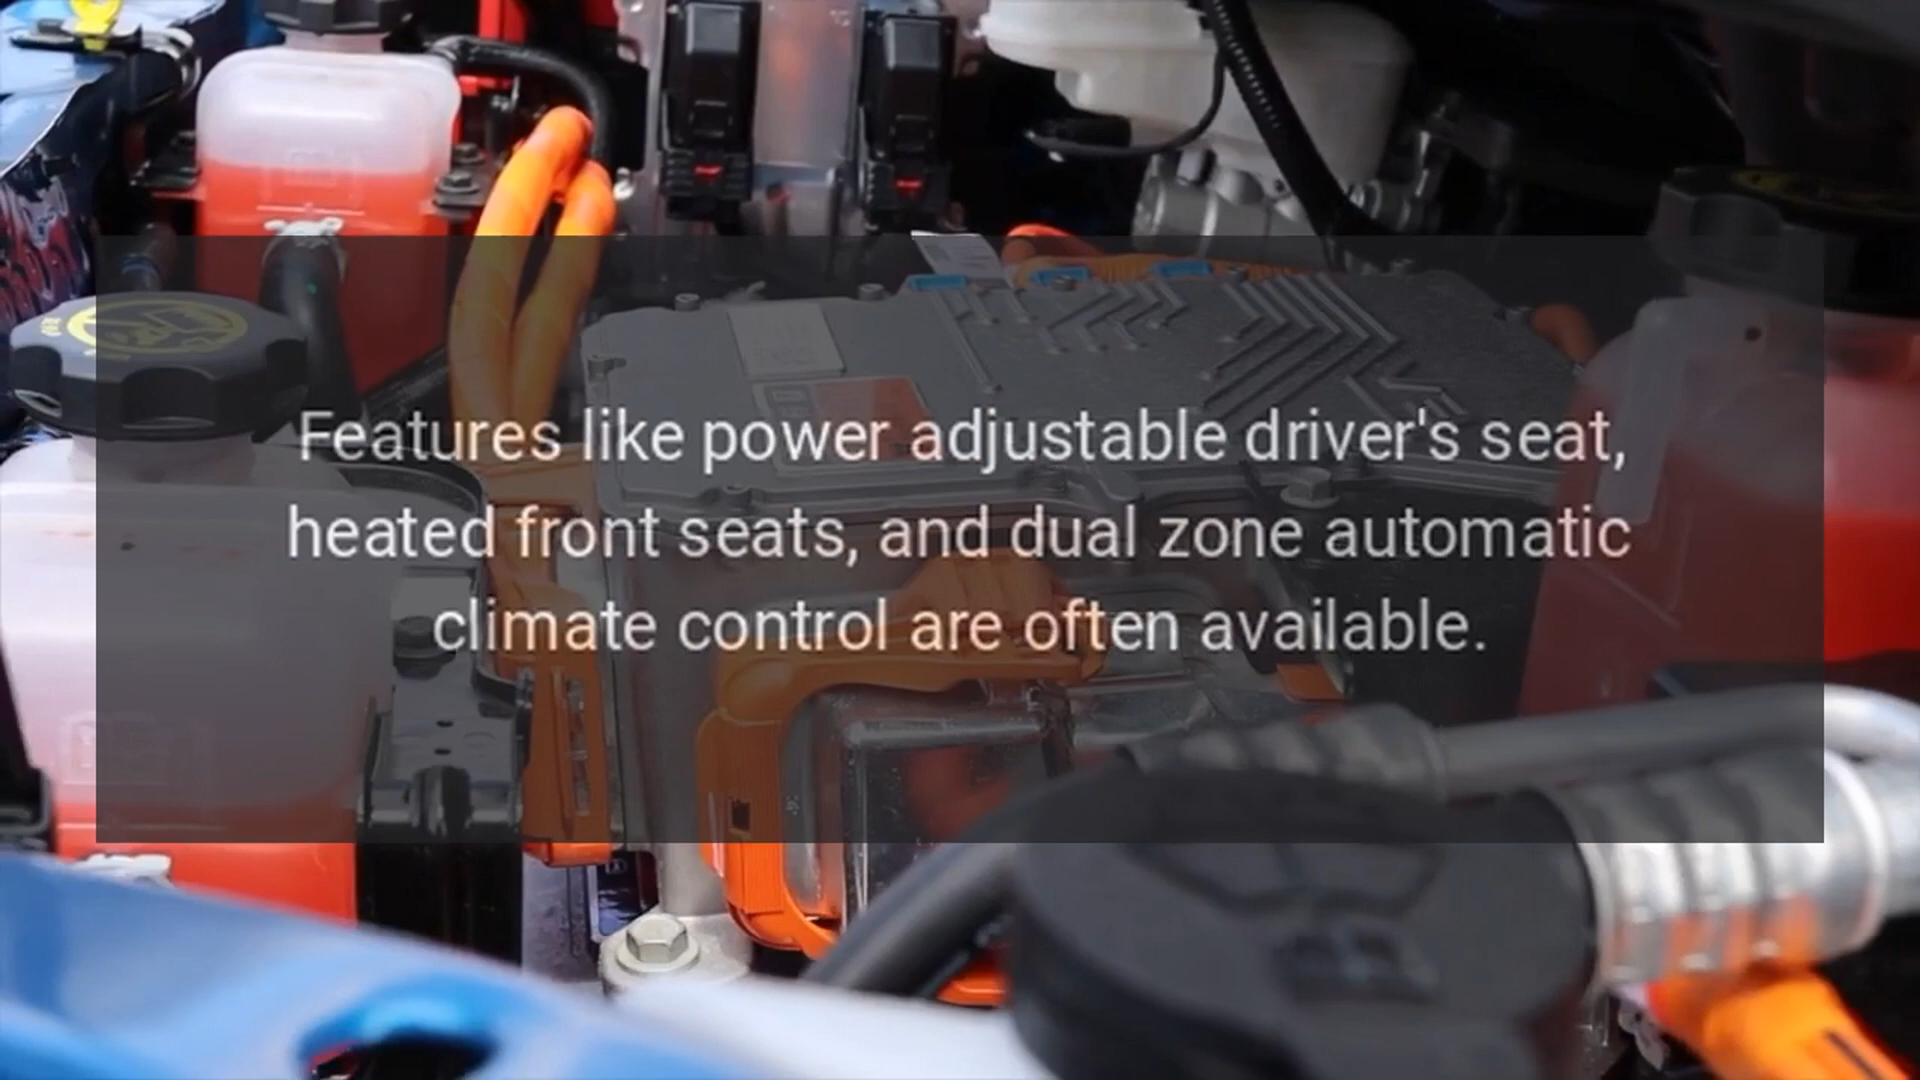 Features like power adjustable driver's seat,
heated front seats, and dual zone automatic
climate control are often available.